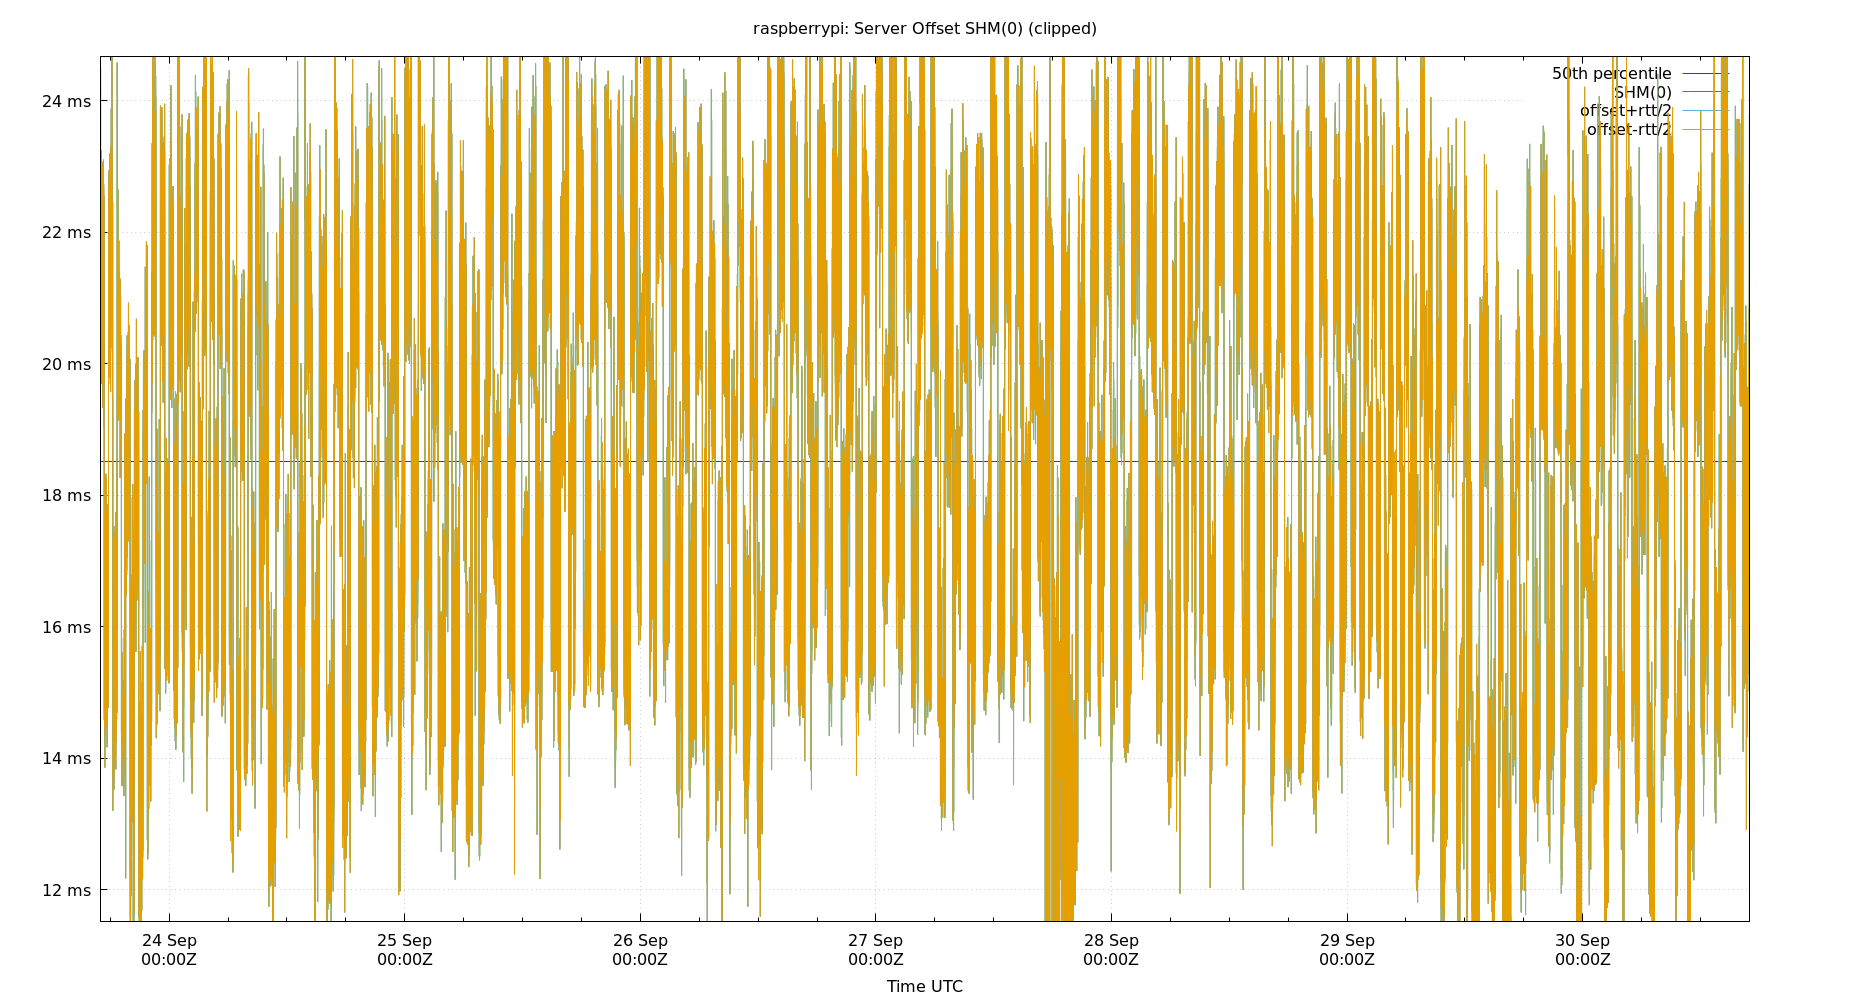 raspberrypi: Server Offset SHM(0) (clipped)
50th percentile
SHM(0)
offset+rtt/2
offset-rtt/2
24 ms
22 ms
20 ms
18 ms
16 ms
14 ms
12 ms
24 Sep 25 Sep 26 Sep 27 Sep 28 Sep 29 Sep 30 Sep
00:00Z 00:00Z 00:00Z 00:00Z 00:00Z 00:00Z 00:00Z
Time UTC